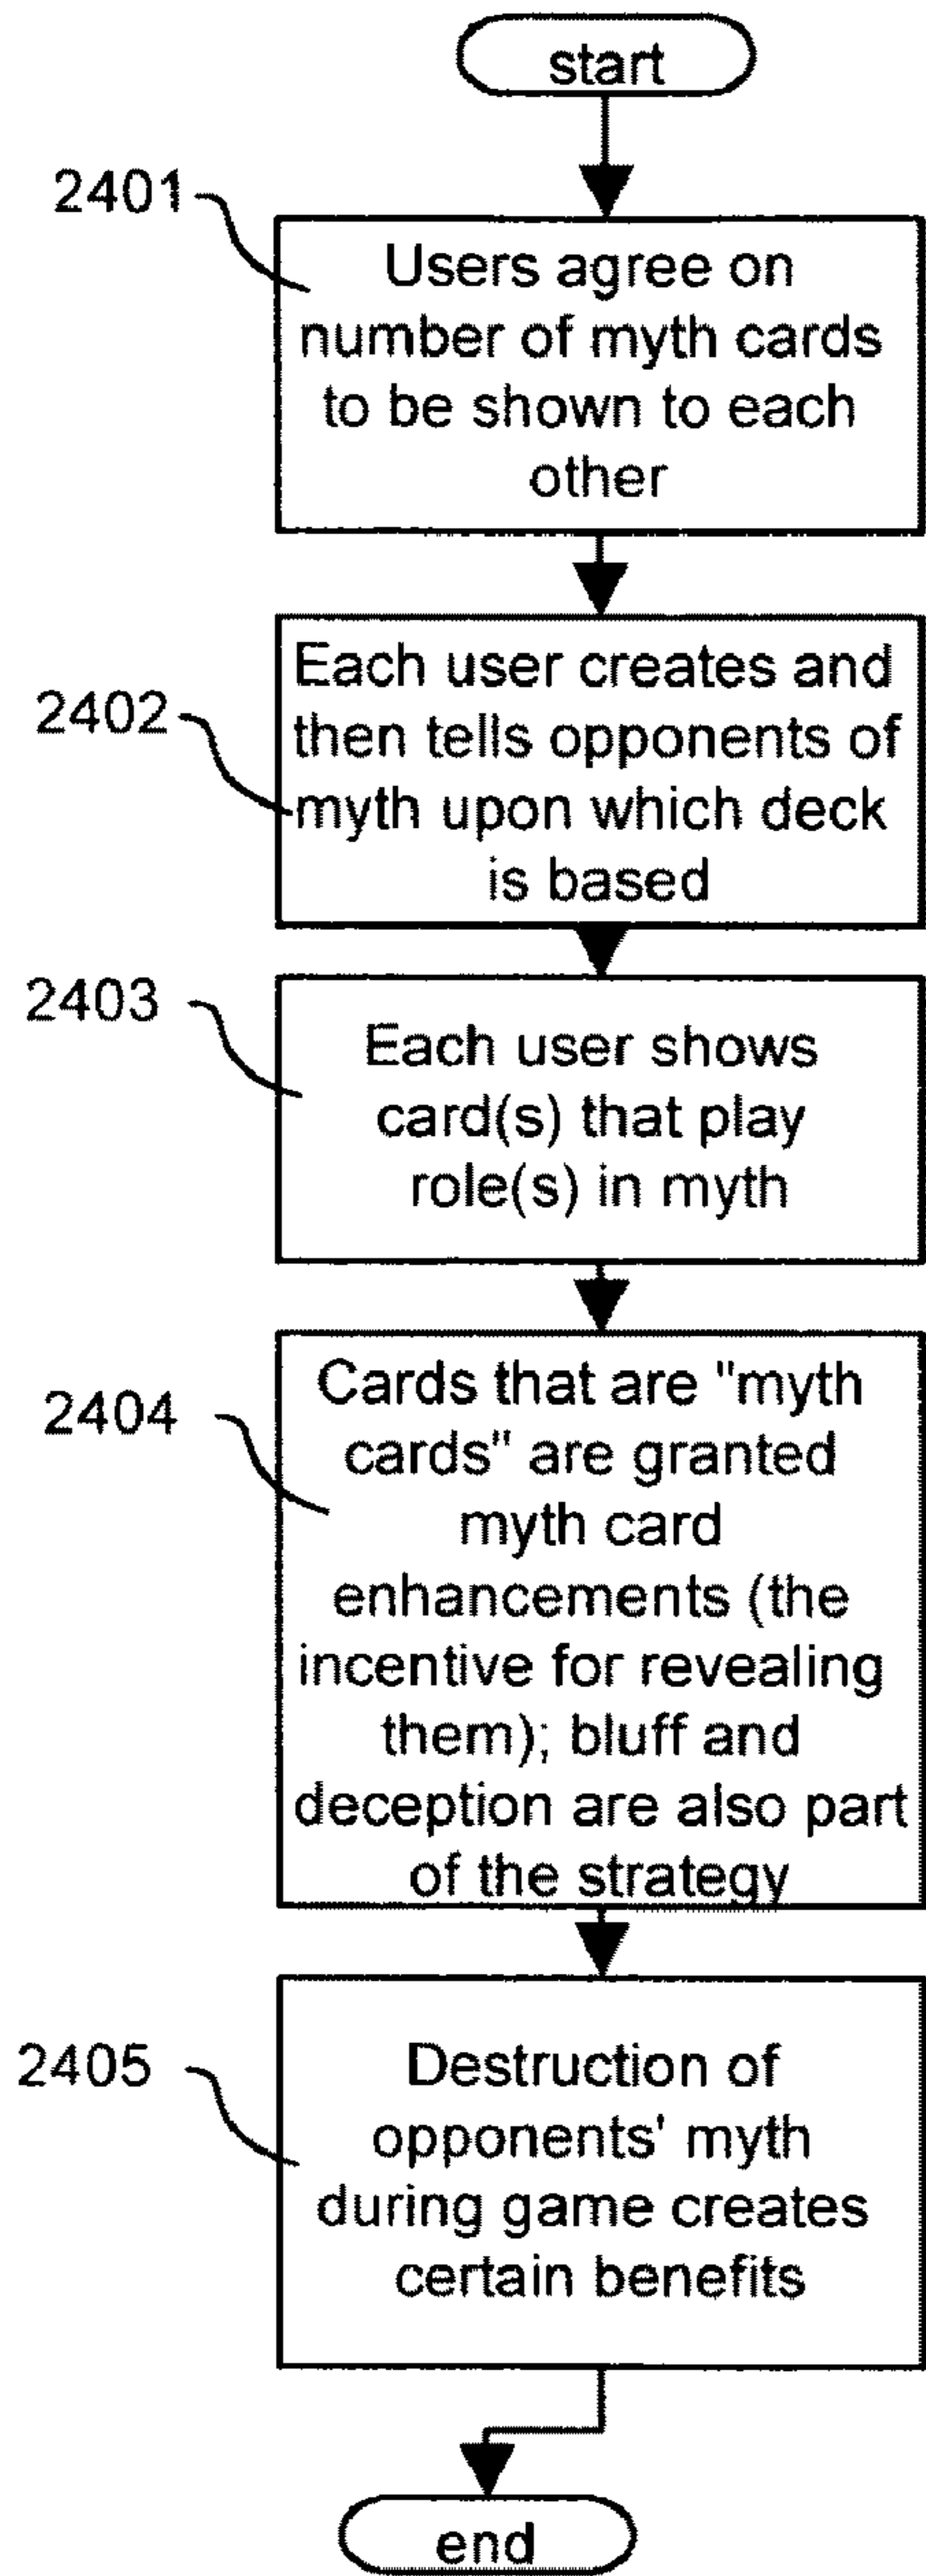 start
2401
Users agree on
number of myth cards
to be shown to each
other
2402
Each user creates and
then tells opponents of
myth upon which deck
is based
2403
Each user shows
card(s) that play
role(s) in myth
2404
Cards that are "myth
cards" are granted
myth card
enhancements (the
incentive for revealing
them); bluff and
deception are also part
of the strategy
2405
Destruction of
opponents' myth
during game creates
certain benefits
end